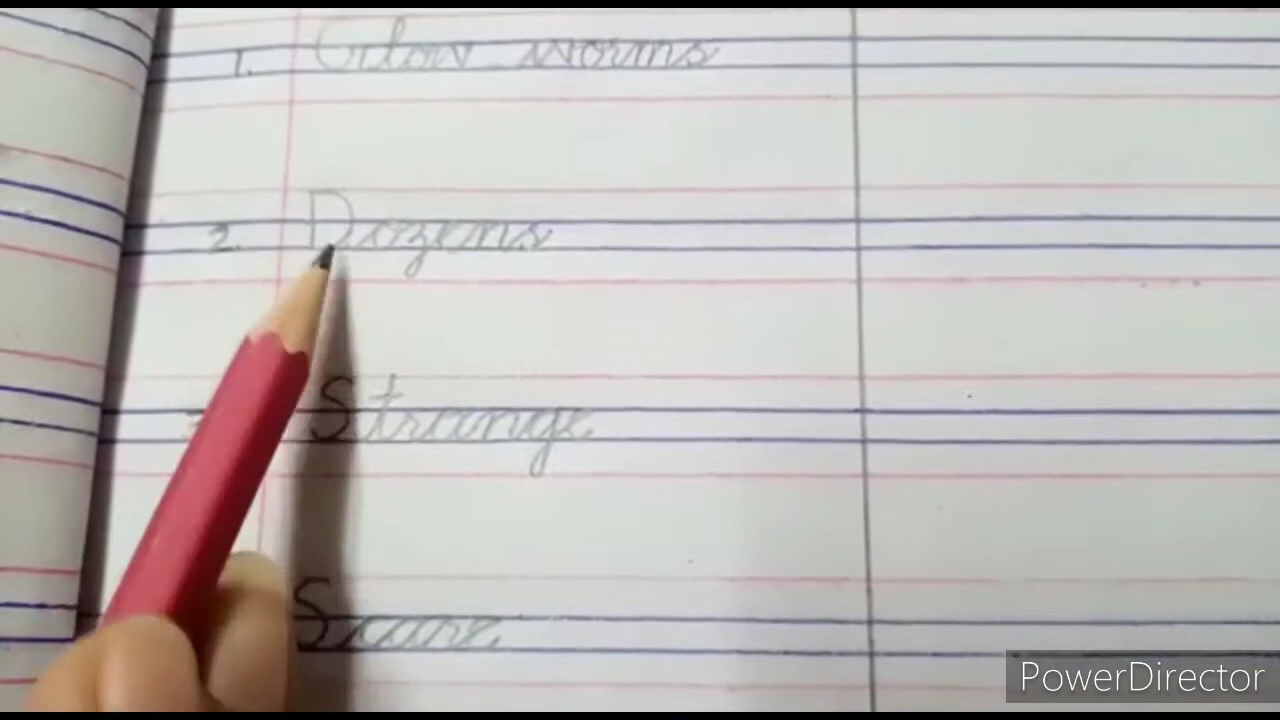 1. Glow worms
2. Dozens
Strange
Scare
PowerDirector